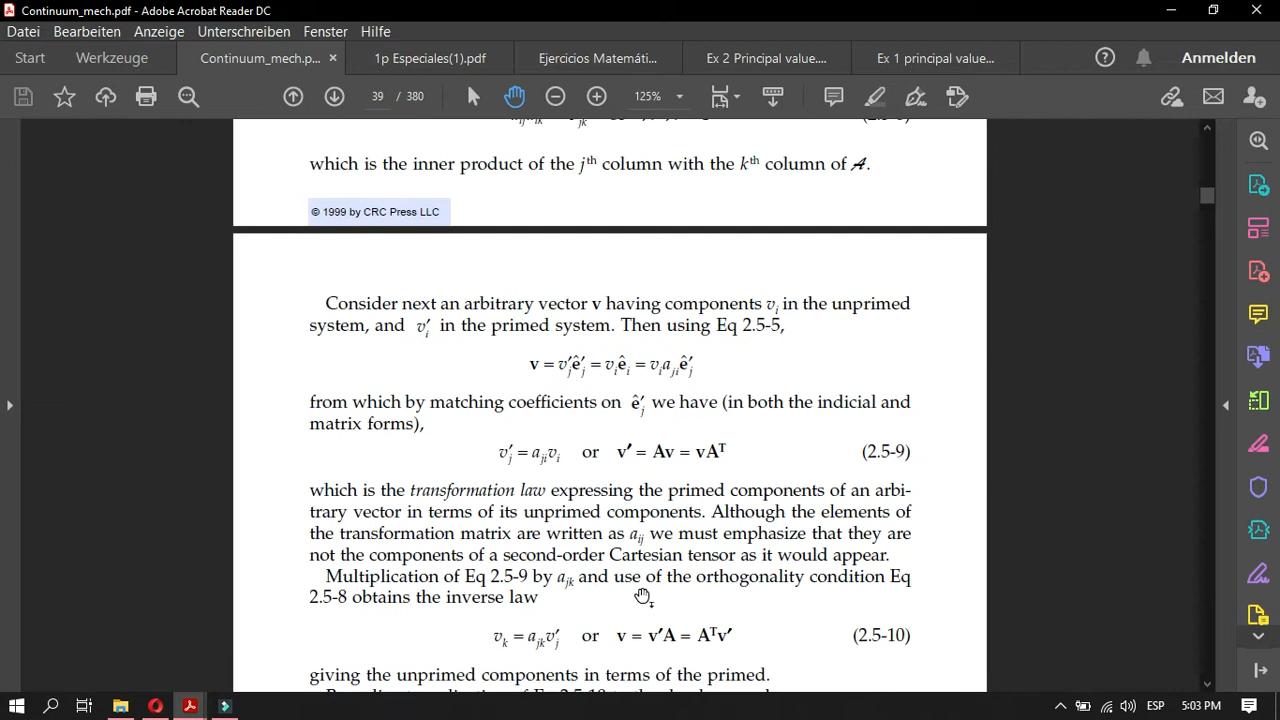 Continuum_mech.pdf - Adobe Acrobat Reader DC
Datei Bearbeiten Anzeige Unterschreiben Fenster Hilfe
Start Werkzeuge Continuum_mech.p... × 1p Especiales(1).pdf Ejercicios Matemáti... Ex 2 Principal value.... Ex 1 principal value... Anmelden
39 / 380 125%
which is the inner product of the jᵗʰ column with the kᵗʰ column of 𝓐.
© 1999 by CRC Press LLC
Consider next an arbitrary vector v having components vᵢ in the unprimed
system, and vᵢ′ in the primed system. Then using Eq 2.5-5,
v = v′ⱼê′ⱼ = vᵢêᵢ = vᵢaⱼᵢê′ⱼ
from which by matching coefficients on ê′ⱼ we have (in both the indicial and
matrix forms),
v′ⱼ = aⱼᵢvᵢ or v′ = Av = vAᵀ (2.5-9)
which is the transformation law expressing the primed components of an arbi-
trary vector in terms of its unprimed components. Although the elements of
the transformation matrix are written as aᵢⱼ we must emphasize that they are
not the components of a second-order Cartesian tensor as it would appear.
Multiplication of Eq 2.5-9 by aⱼₖ and use of the orthogonality condition Eq
2.5-8 obtains the inverse law
vₖ = aⱼₖv′ⱼ or v = v′A = Aᵀv′ (2.5-10)
giving the unprimed components in terms of the primed.
ESP 5:03 PM